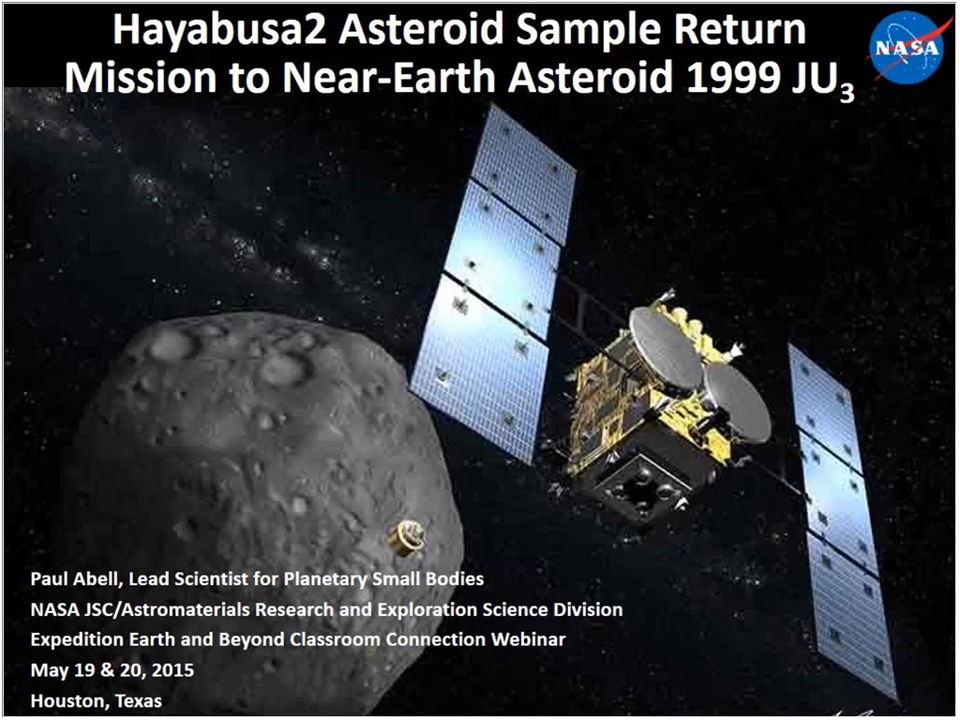 Hayabusa2 Asteroid Sample Return
Mission to Near-Earth Asteroid 1999 JU₃
NASA
Paul Abell, Lead Scientist for Planetary Small Bodies
NASA JSC/Astromaterials Research and Exploration Science Division
Expedition Earth and Beyond Classroom Connection Webinar
May 19 & 20, 2015
Houston, Texas